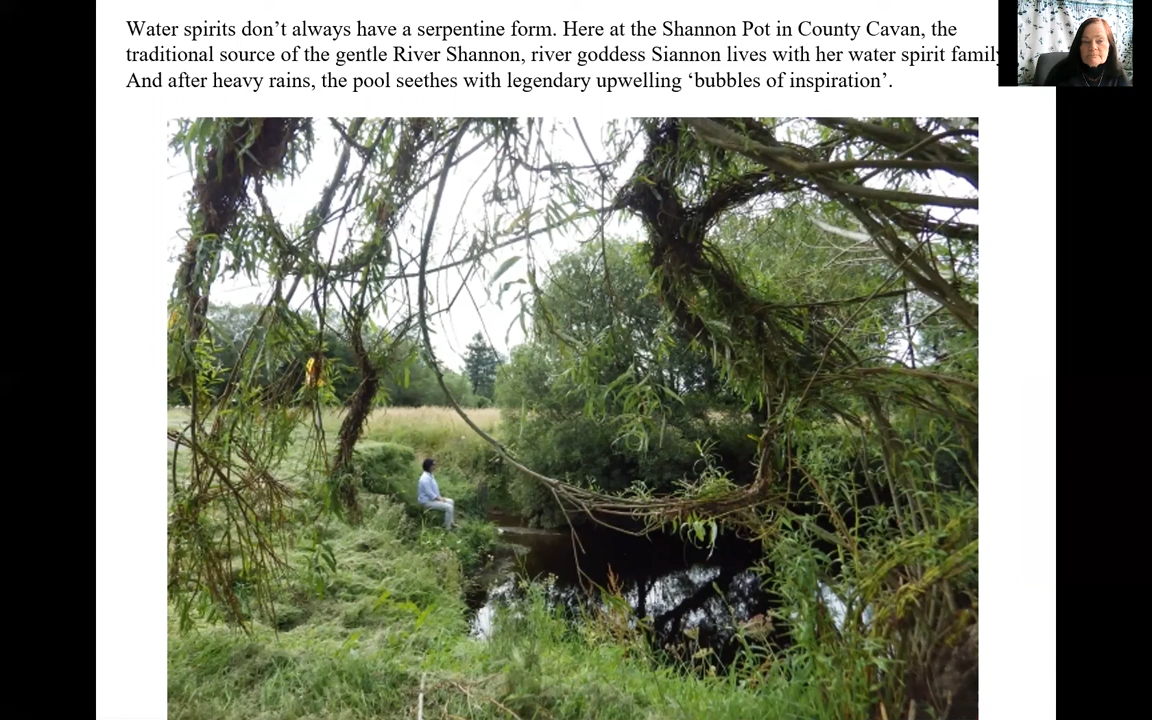 Water spirits don’t always have a serpentine form. Here at the Shannon Pot in County Cavan, the
traditional source of the gentle River Shannon, river goddess Siannon lives with her water spirit family
And after heavy rains, the pool seethes with legendary upwelling ‘bubbles of inspiration’.